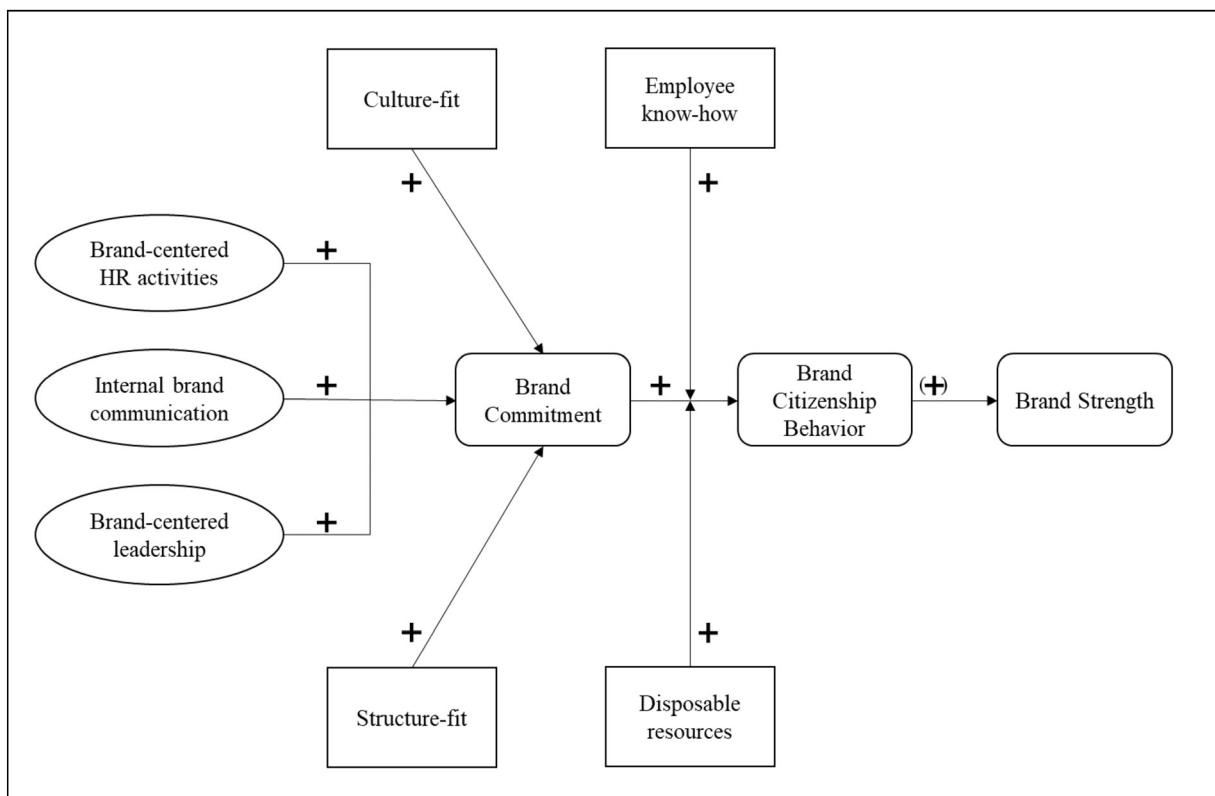 Culture-fit
Employee
know-how
+
+
Brand-centered
HR activities
+
Internal brand
communication
+
Brand
Commitment
+
Brand
Citizenship
Behavior
(+)
Brand Strength
Brand-centered
leadership
+
+
+
Structure-fit
Disposable
resources